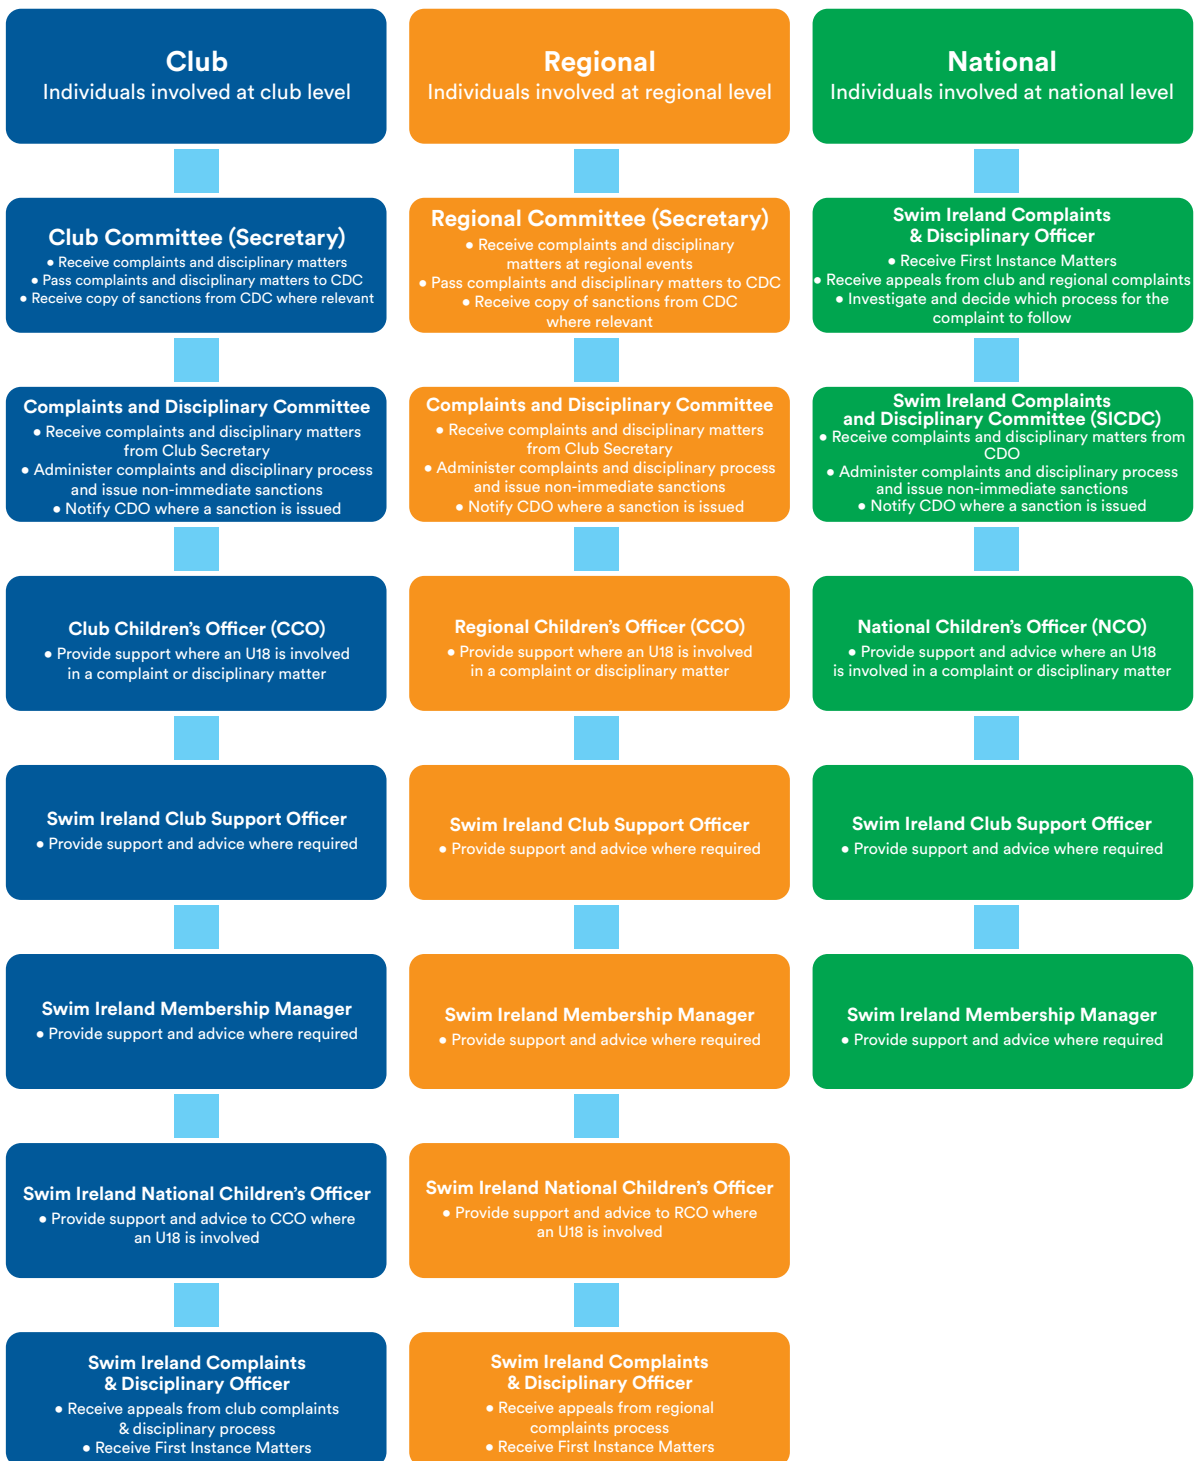 Club
Individuals involved at club level
Club Committee (Secretary)
● Receive complaints and disciplinary matters
● Pass complaints and disciplinary matters to CDC
● Receive copy of sanctions from CDC where relevant
Complaints and Disciplinary Committee
● Receive complaints and disciplinary matters
from Club Secretary
● Administer complaints and disciplinary process
and issue non-immediate sanctions
● Notify CDO where a sanction is issued
Club Children’s Officer (CCO)
● Provide support where an U18 is involved
in a complaint or disciplinary matter
Swim Ireland Club Support Officer
● Provide support and advice where required
Swim Ireland Membership Manager
● Provide support and advice where required
Swim Ireland National Children’s Officer
● Provide support and advice to CCO where
an U18 is involved
Swim Ireland Complaints
& Disciplinary Officer
● Receive appeals from club complaints
& disciplinary process
● Receive First Instance Matters
Regional
Individuals involved at regional level
Regional Committee (Secretary)
● Receive complaints and disciplinary
matters at regional events
● Pass complaints and disciplinary matters to CDC
● Receive copy of sanctions from CDC
where relevant
Complaints and Disciplinary Committee
● Receive complaints and disciplinary matters
from Club Secretary
● Administer complaints and disciplinary process
and issue non-immediate sanctions
● Notify CDO where a sanction is issued
Regional Children’s Officer (CCO)
● Provide support where an U18 is involved
in a complaint or disciplinary matter
Swim Ireland Club Support Officer
● Provide support and advice where required
Swim Ireland Membership Manager
● Provide support and advice where required
Swim Ireland National Children’s Officer
● Provide support and advice to RCO where
an U18 is involved
Swim Ireland Complaints
& Disciplinary Officer
● Receive appeals from regional
complaints process
● Receive First Instance Matters
National
Individuals involved at national level
Swim Ireland Complaints
& Disciplinary Officer
● Receive First Instance Matters
● Receive appeals from club and regional complaints
● Investigate and decide which process for the
complaint to follow
Swim Ireland Complaints
and Disciplinary Committee (SICDC)
● Receive complaints and disciplinary matters from
CDO
● Administer complaints and disciplinary process
and issue non-immediate sanctions
● Notify CDO where a sanction is issued
National Children’s Officer (NCO)
● Provide support and advice where an U18
is involved in a complaint or disciplinary matter
Swim Ireland Club Support Officer
● Provide support and advice where required
Swim Ireland Membership Manager
● Provide support and advice where required